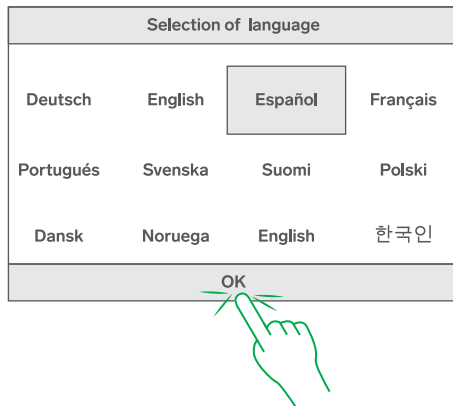 Selection of language
Deutsch English Español Français
Portugués Svenska Suomi Polski
Dansk Noruega English 한국인
OK